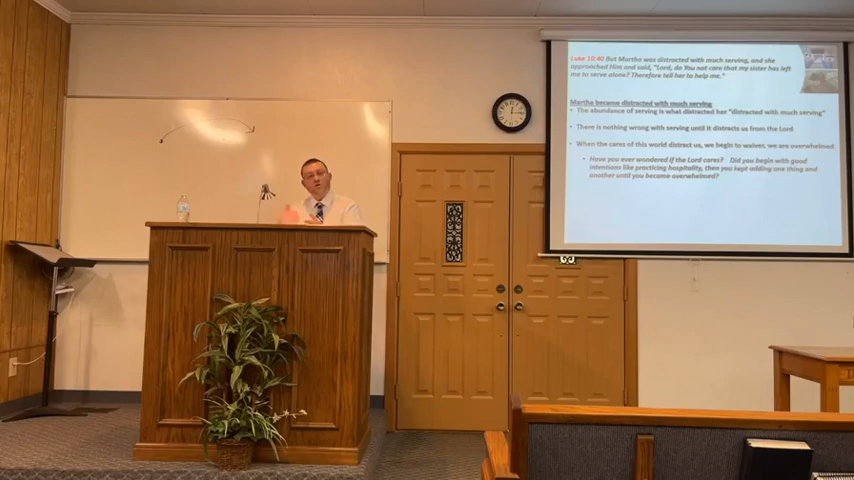 Luke 10:40 But Martha was distracted with much serving, and she
approached Him and said, "Lord, do You not care that my sister has left
me to serve alone? Therefore tell her to help me."
Martha became distracted with much serving
• The abundance of serving is what distracted her "distracted with much serving"
• There is nothing wrong with serving until it distracts us from the Lord
• When the cares of this world distract us, we begin to waiver, we are overwhelmed.
• Have you ever wondered if the Lord cares? Did you begin with good
intentions like practicing hospitality, then you kept adding one thing and
another until you became overwhelmed?